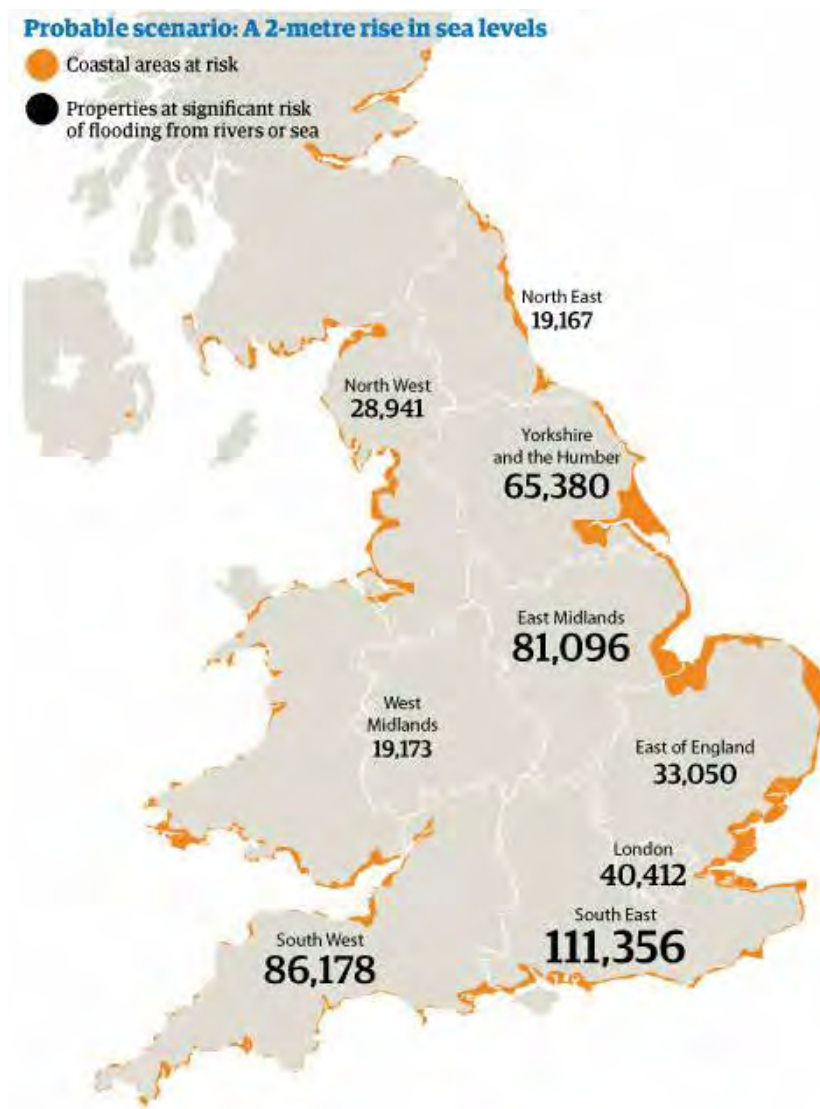 Probable scenario: A 2-metre rise in sea levels
Coastal areas at risk
Properties at significant risk
of flooding from rivers or sea
North East
19,167
North West
28,941
Yorkshire
and the Humber
65,380
East Midlands
81,096
West
Midlands
19,173
East of England
33,050
London
40,412
South East
111,356
South West
86,178